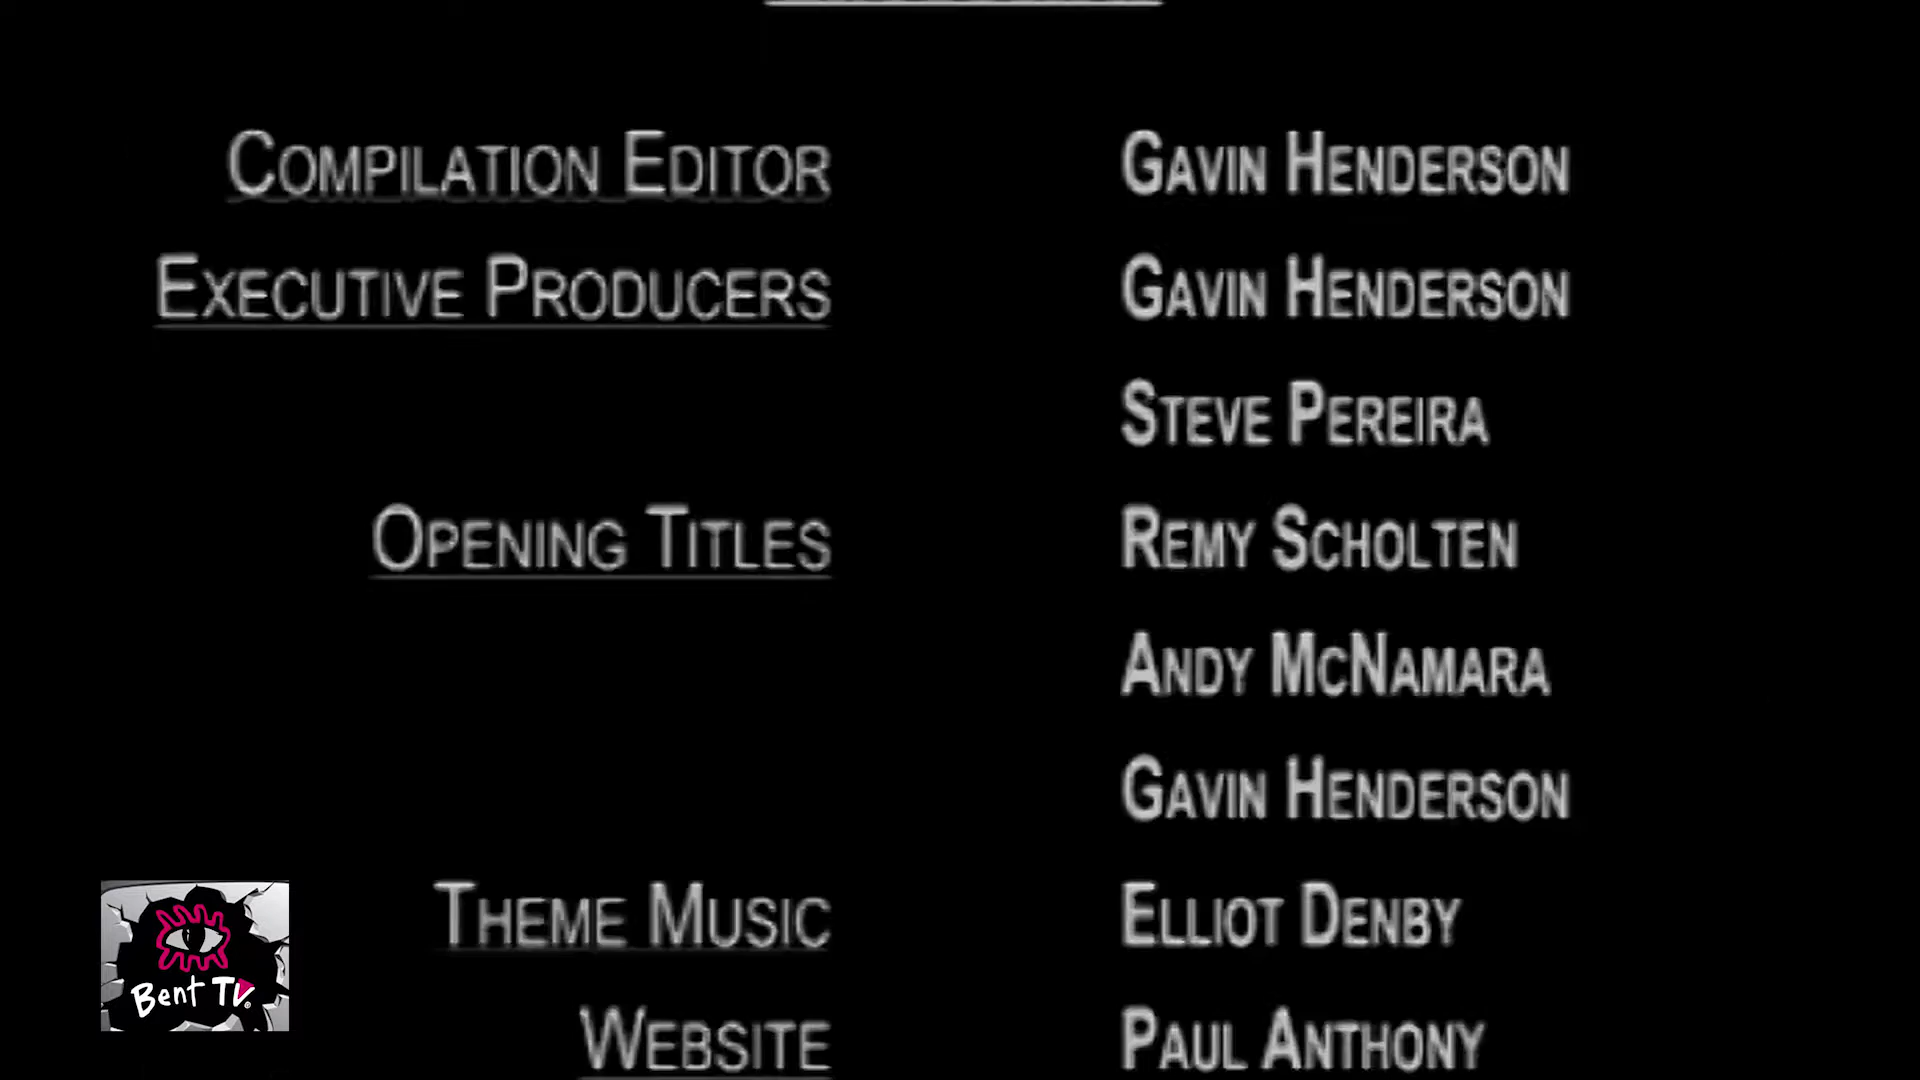 Compilation Editor Gavin Henderson
Executive Producers Gavin Henderson
Steve Pereira
Opening Titles Remy Scholten
Andy McNamara
Gavin Henderson
Theme Music Elliot Denby
Website Paul Anthony
Bent TV